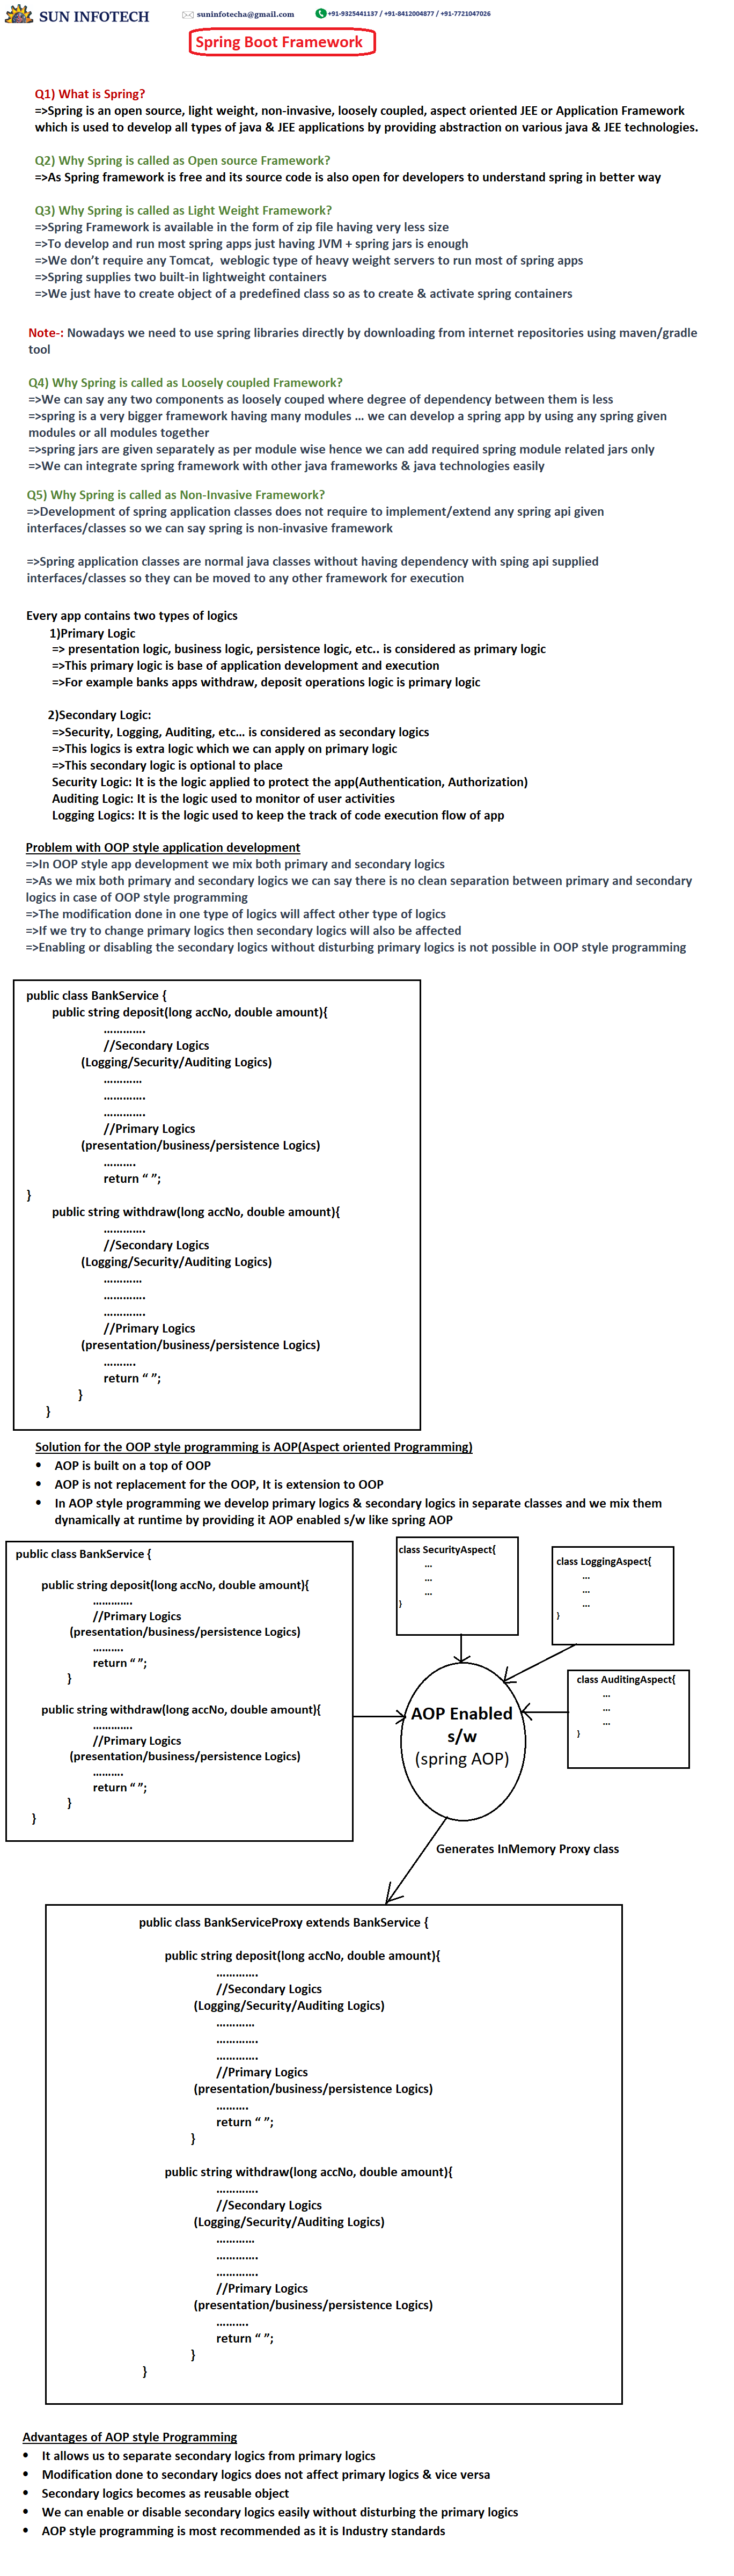 SUN INFOTECH
suninfotecha@gmail.com
+91-9325441137 / +91-8412004877 / +91-7721047026
Spring Boot Framework
Q1) What is Spring?
=>Spring is an open source, light weight, non-invasive, loosely coupled, aspect oriented JEE or Application Framework
which is used to develop all types of java & JEE applications by providing abstraction on various java & JEE technologies.
Q2) Why Spring is called as Open source Framework?
=>As Spring framework is free and its source code is also open for developers to understand spring in better way
Q3) Why Spring is called as Light Weight Framework?
=>Spring Framework is available in the form of zip file having very less size
=>To develop and run most spring apps just having JVM + spring jars is enough
=>We don't require any Tomcat, weblogic type of heavy weight servers to run most of spring apps
=>Spring supplies two built-in lightweight containers
=>We just have to create object of a predefined class so as to create & activate spring containers
Note-: Nowadays we need to use spring libraries directly by downloading from internet repositories using maven/gradle
tool
Q4) Why Spring is called as Loosely coupled Framework?
=>We can say any two components as loosely couped where degree of dependency between them is less
=>spring is a very bigger framework having many modules ... we can develop a spring app by using any spring given
modules or all modules together
=>spring jars are given separately as per module wise hence we can add required spring module related jars only
=>We can integrate spring framework with other java frameworks & java technologies easily
Q5) Why Spring is called as Non-Invasive Framework?
=>Development of spring application classes does not require to implement/extend any spring api given
interfaces/classes so we can say spring is non-invasive framework
=>Spring application classes are normal java classes without having dependency with sping api supplied
interfaces/classes so they can be moved to any other framework for execution
Every app contains two types of logics
1)Primary Logic
=> presentation logic, business logic, persistence logic, etc.. is considered as primary logic
=>This primary logic is base of application development and execution
=>For example banks apps withdraw, deposit operations logic is primary logic
2)Secondary Logic:
=>Security, Logging, Auditing, etc... is considered as secondary logics
=>This logics is extra logic which we can apply on primary logic
=>This secondary logic is optional to place
Security Logic: It is the logic applied to protect the app(Authentication, Authorization)
Auditing Logic: It is the logic used to monitor of user activities
Logging Logics: It is the logic used to keep the track of code execution flow of app
Problem with OOP style application development
=>In OOP style app development we mix both primary and secondary logics
=>As we mix both primary and secondary logics we can say there is no clean separation between primary and secondary
logics in case of OOP style programming
=>The modification done in one type of logics will affect other type of logics
=>If we try to change primary logics then secondary logics will also be affected
=>Enabling or disabling the secondary logics without disturbing primary logics is not possible in OOP style programming
public class BankService {
public string deposit(long accNo, double amount){
.............
//Secondary Logics
(Logging/Security/Auditing Logics)
............
.............
.............
//Primary Logics
(presentation/business/persistence Logics)
..........
return “ ”;
}
public string withdraw(long accNo, double amount){
.............
//Secondary Logics
(Logging/Security/Auditing Logics)
............
.............
.............
//Primary Logics
(presentation/business/persistence Logics)
..........
return “ ”;
}
}
Solution for the OOP style programming is AOP(Aspect oriented Programming)
• AOP is built on a top of OOP
• AOP is not replacement for the OOP, It is extension to OOP
• In AOP style programming we develop primary logics & secondary logics in separate classes and we mix them
dynamically at runtime by providing it AOP enabled s/w like spring AOP
public class BankService {
public string deposit(long accNo, double amount){
.............
//Primary Logics
(presentation/business/persistence Logics)
..........
return “ ”;
}
public string withdraw(long accNo, double amount){
.............
//Primary Logics
(presentation/business/persistence Logics)
..........
return “ ”;
}
}
class SecurityAspect{
...
...
...
}
class LoggingAspect{
...
...
...
}
class AuditingAspect{
...
...
...
}
AOP Enabled
s/w
(spring AOP)
Generates InMemory Proxy class
public class BankServiceProxy extends BankService {
public string deposit(long accNo, double amount){
.............
//Secondary Logics
(Logging/Security/Auditing Logics)
............
.............
.............
//Primary Logics
(presentation/business/persistence Logics)
..........
return “ ”;
}
public string withdraw(long accNo, double amount){
.............
//Secondary Logics
(Logging/Security/Auditing Logics)
............
.............
.............
//Primary Logics
(presentation/business/persistence Logics)
..........
return “ ”;
}
}
Advantages of AOP style Programming
• It allows us to separate secondary logics from primary logics
• Modification done to secondary logics does not affect primary logics & vice versa
• Secondary logics becomes as reusable object
• We can enable or disable secondary logics easily without disturbing the primary logics
• AOP style programming is most recommended as it is Industry standards